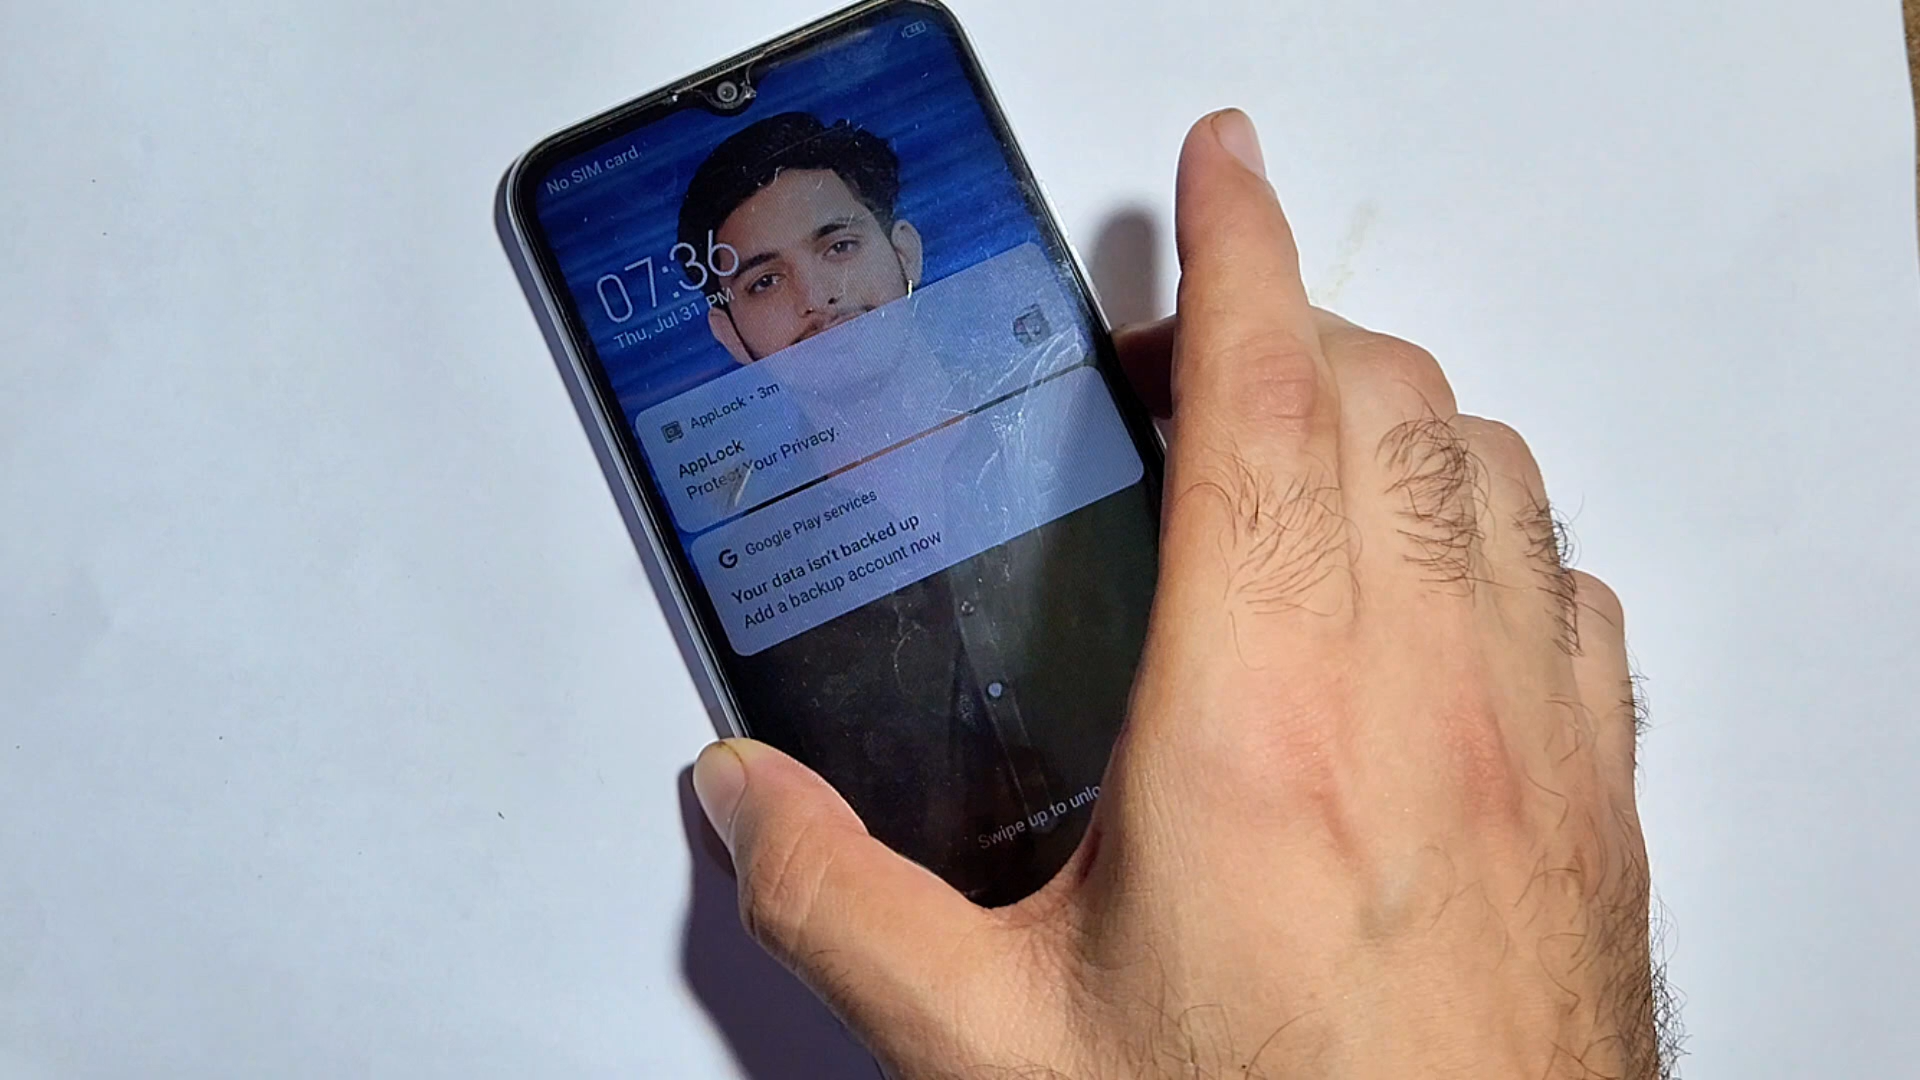 No SIM card.
07:36
PM
Thu, Jul 31
AppLock • 3m
AppLock
Protect Your Privacy.
G Google Play services
Your data isn't backed up
Add a backup account now
Swipe up to unlo